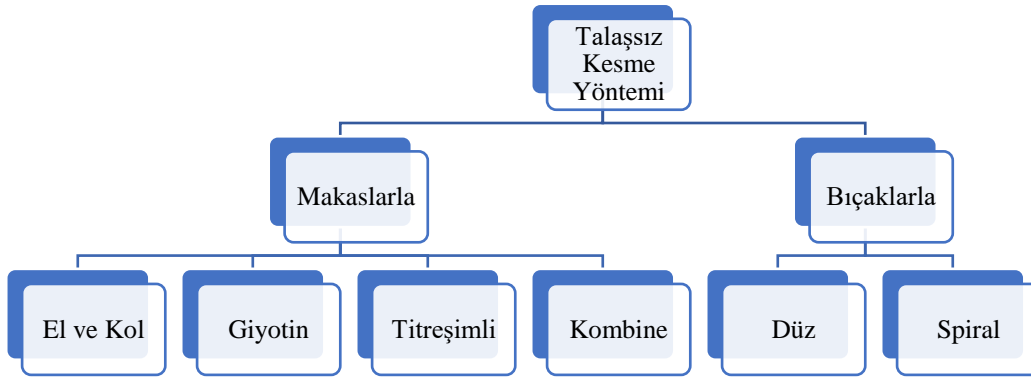 Talaşsız
Kesme
Yöntemi
Makaslarla
Bıçaklarla
El ve Kol
Giyotin
Titreşimli
Kombine
Düz
Spiral